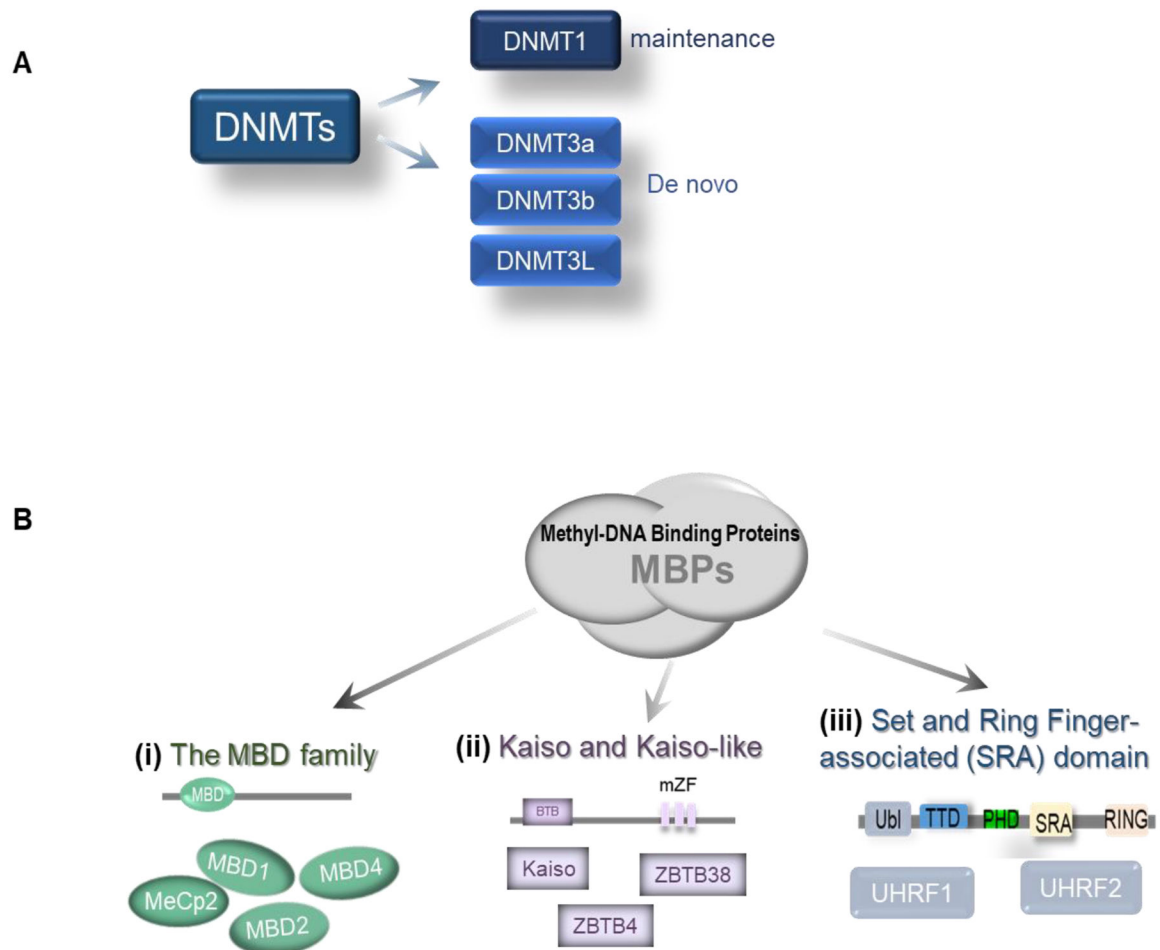 A
DNMTs
DNMT1
maintenance
DNMT3a
DNMT3b
De novo
DNMT3L
B
Methyl-DNA Binding Proteins
MBPs
(i) The MBD family
MBD
MBD1
MBD4
MeCp2
MBD2
(ii) Kaiso and Kaiso-like
mZF
BTB
Kaiso
ZBTB38
ZBTB4
(iii) Set and Ring Finger-
associated (SRA) domain
Ubl
TTD
PHD
SRA
RING
UHRF1
UHRF2